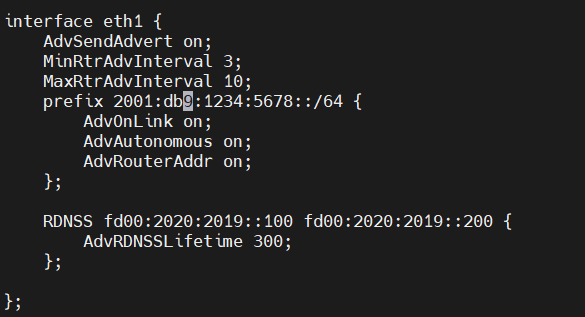 interface eth1 {
AdvSendAdvert on;
MinRtrAdvInterval 3;
MaxRtrAdvInterval 10;
prefix 2001:db9:1234:5678::/64 {
AdvOnLink on;
AdvAutonomous on;
AdvRouterAddr on;
};
RDNSS fd00:2020:2019::100 fd00:2020:2019::200 {
AdvRDNSSLifetime 300;
};
};